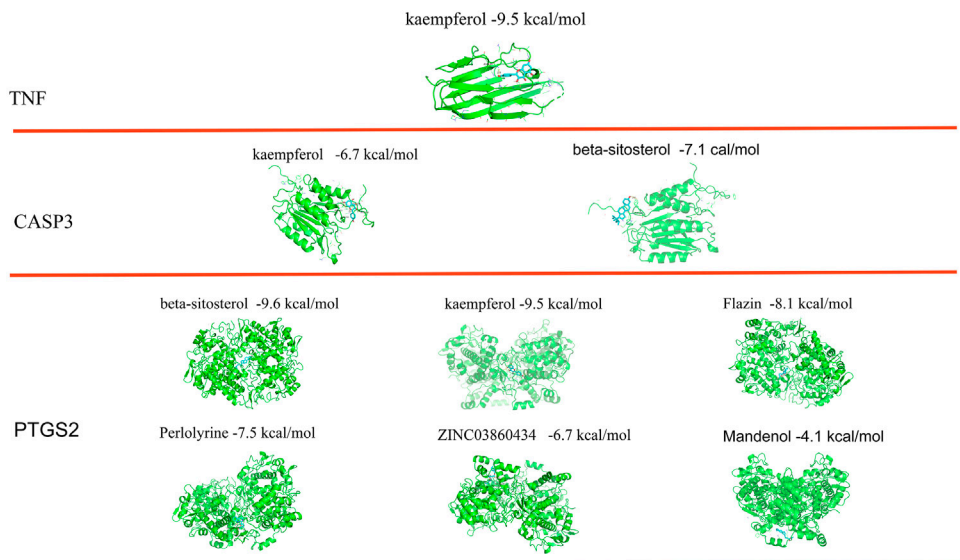 kaempferol -9.5 kcal/mol
TNF
kaempferol -6.7 kcal/mol
beta-sitosterol -7.1 cal/mol
CASP3
beta-sitosterol -9.6 kcal/mol
kaempferol -9.5 kcal/mol
Flazin -8.1 kcal/mol
PTGS2
Perlolyrine -7.5 kcal/mol
ZINC03860434 -6.7 kcal/mol
Mandenol -4.1 kcal/mol